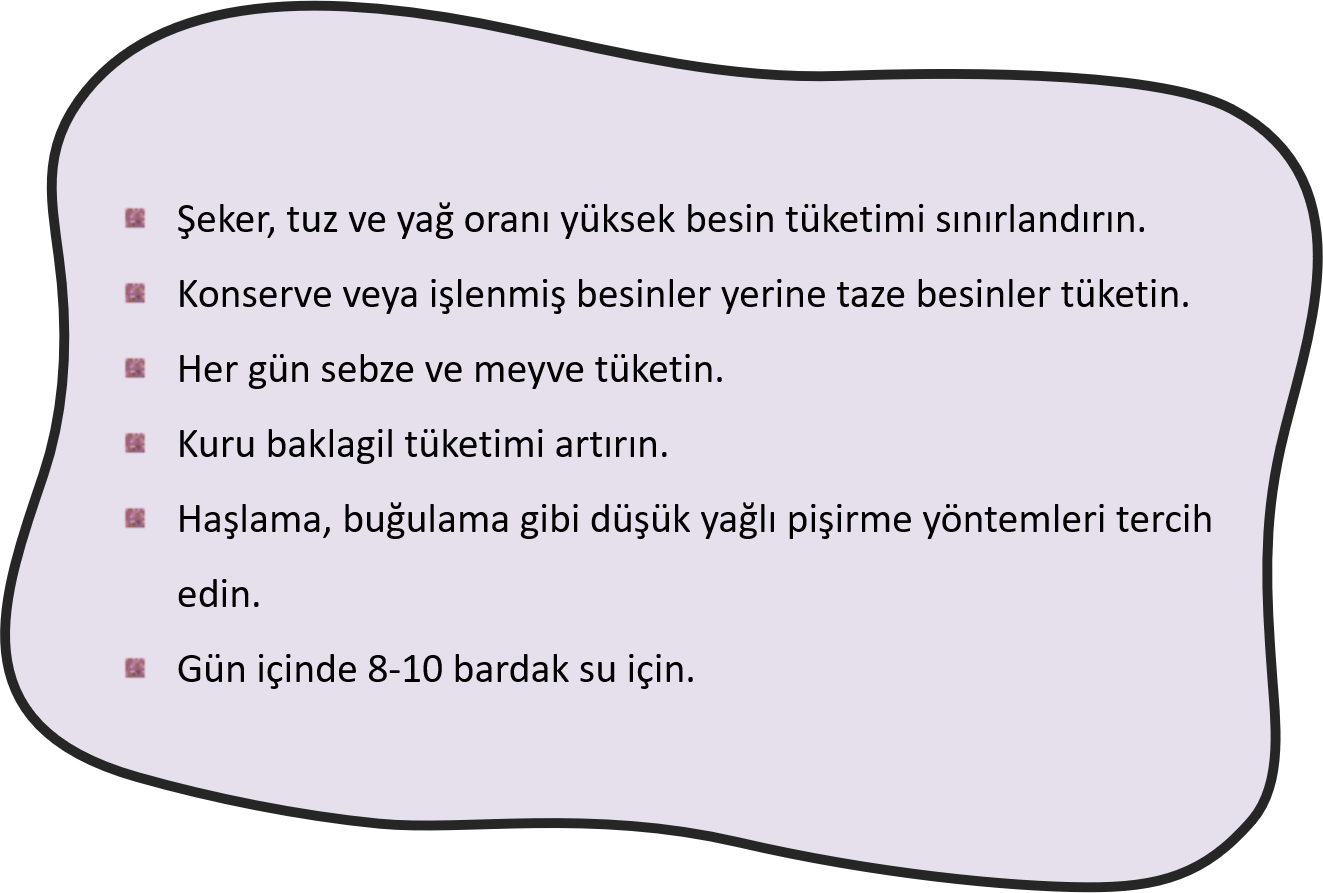 Şeker, tuz ve yağ oranı yüksek besin tüketimi sınırlandırın.
Konserve veya işlenmiş besinler yerine taze besinler tüketin.
Her gün sebze ve meyve tüketin.
Kuru baklagil tüketimi artırın.
Haşlama, buğulama gibi düşük yağlı pişirme yöntemleri tercih
edin.
Gün içinde 8-10 bardak su için.